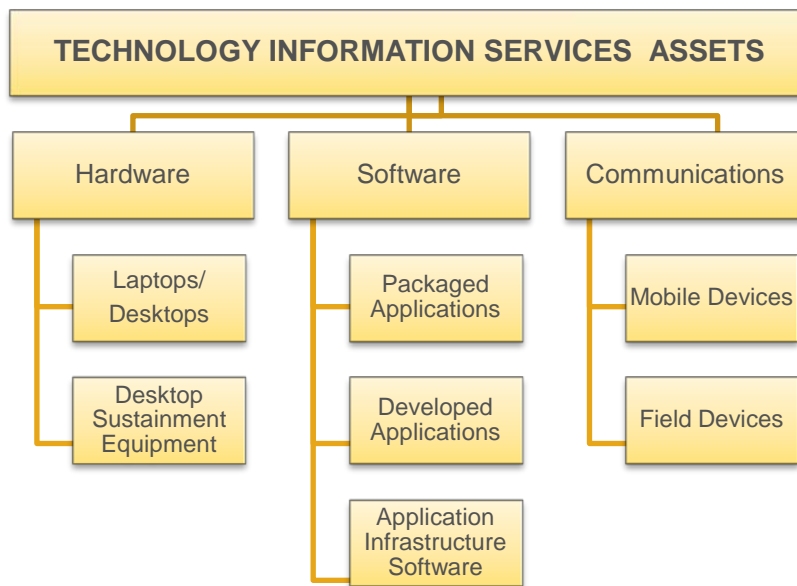 TECHNOLOGY INFORMATION SERVICES ASSETS
Hardware
Software
Communications
Laptops/
Desktops
Packaged
Applications
Mobile Devices
Desktop
Sustainment
Equipment
Developed
Applications
Field Devices
Application
Infrastructure
Software